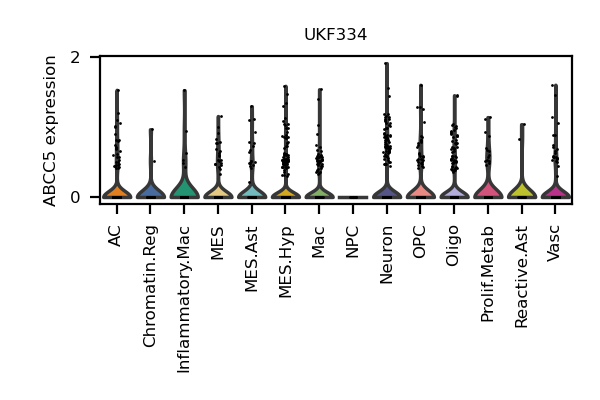 UKF334
ABCC5 expression
2
0
AC
Chromatin.Reg
Inflammatory.Mac
MES
MES.Ast
MES.Hyp
Mac
NPC
Neuron
OPC
Oligo
Prolif.Metab
Reactive.Ast
Vasc